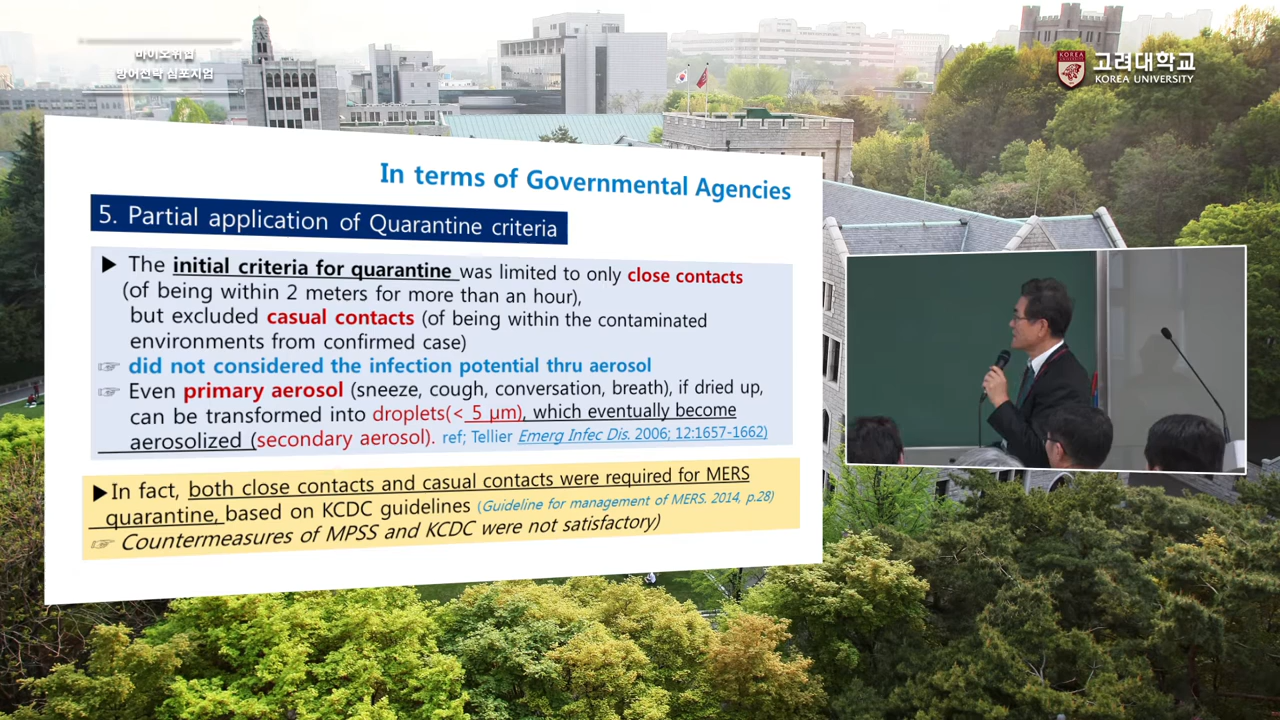 바이오위협
방어전략 심포지엄
KOREA
고려대학교
KOREA UNIVERSITY
In terms of Governmental Agencies
5. Partial application of Quarantine criteria
▶ The initial criteria for quarantine was limited to only close contacts
(of being within 2 meters for more than an hour),
but excluded casual contacts (of being within the contaminated
environments from confirmed case)
☞ did not considered the infection potential thru aerosol
☞ Even primary aerosol (sneeze, cough, conversation, breath), if dried up,
can be transformed into droplets(< 5 μm), which eventually become
aerosolized (secondary aerosol). ref; Tellier Emerg Infec Dis. 2006; 12:1657-1662)
▶In fact, both close contacts and casual contacts were required for MERS
quarantine, based on KCDC guidelines (Guideline for management of MERS. 2014, p.28)
☞ Countermeasures of MPSS and KCDC were not satisfactory)